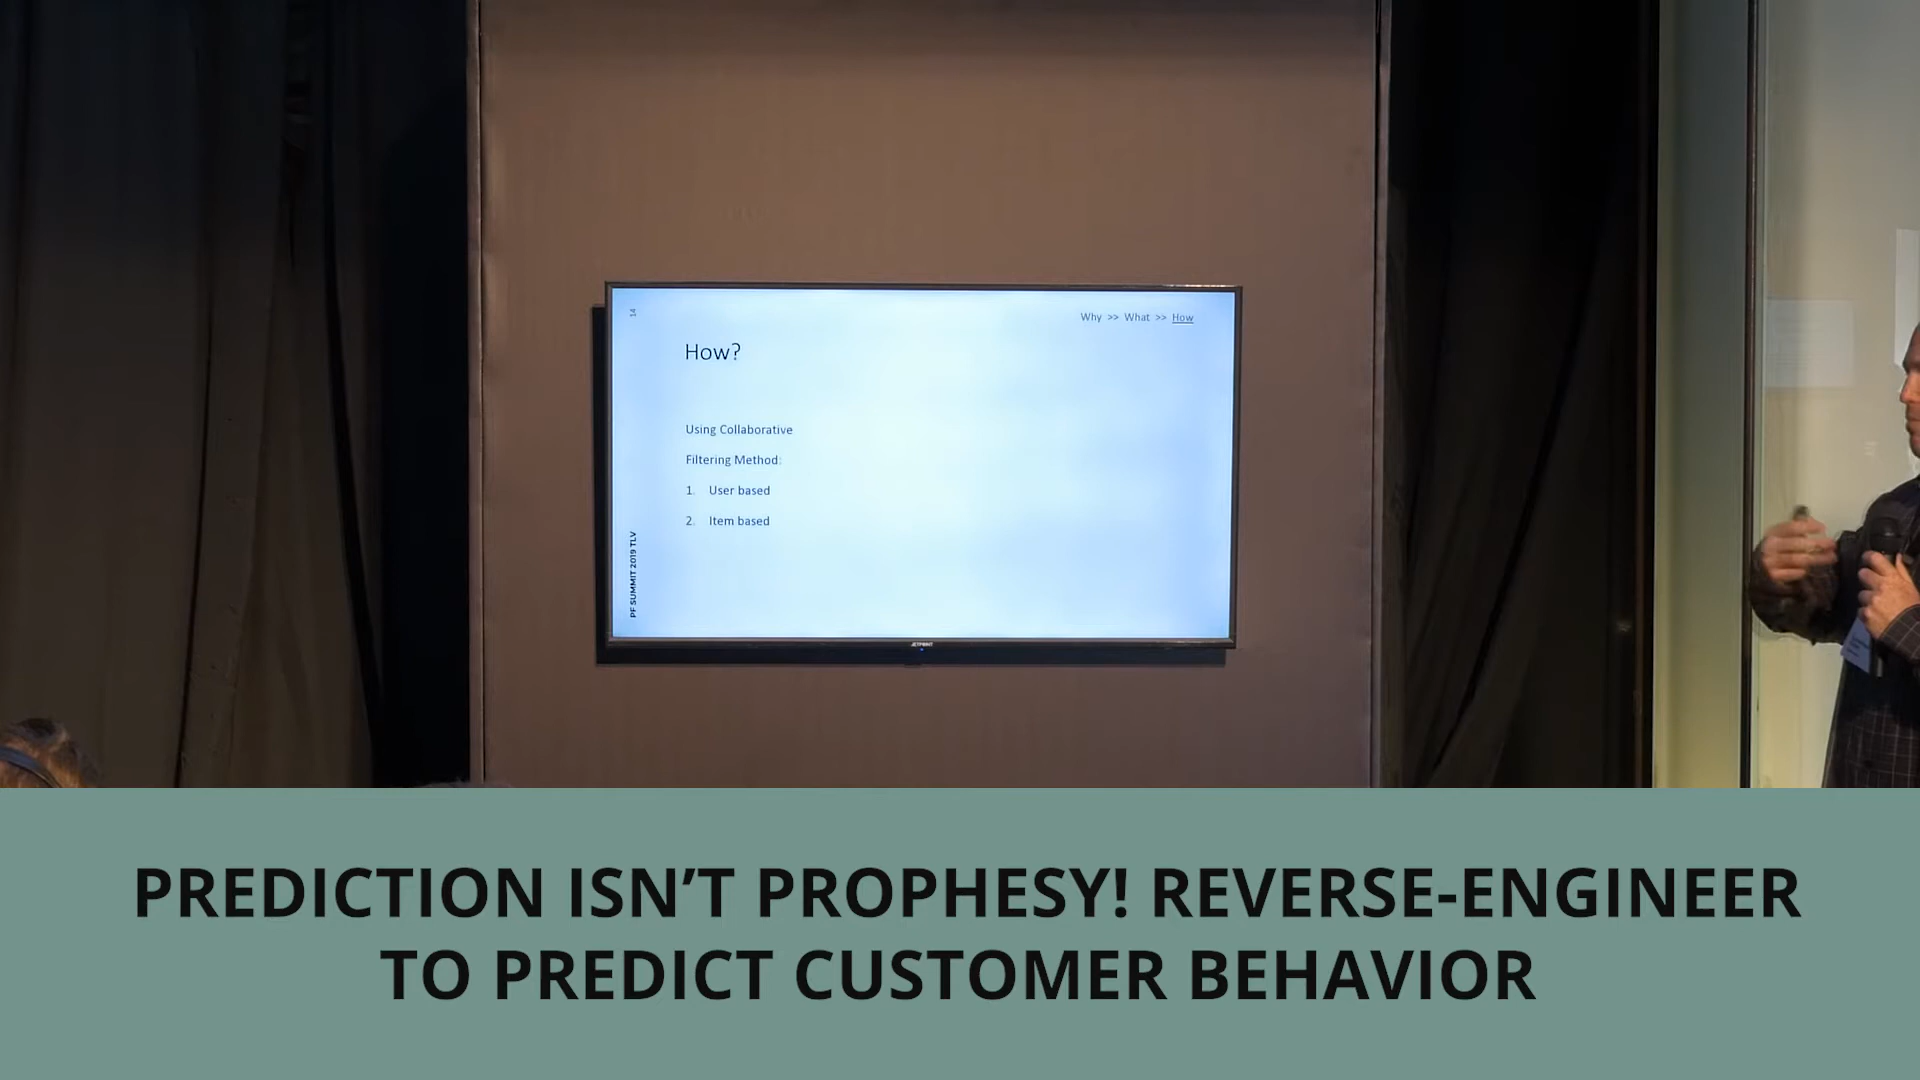 14
Why >> What >> How
How?
Using Collaborative
Filtering Method:
1. User based
2. Item based
PF SUMMIT 2019 TLV
PREDICTION ISN’T PROPHESY! REVERSE-ENGINEER
TO PREDICT CUSTOMER BEHAVIOR